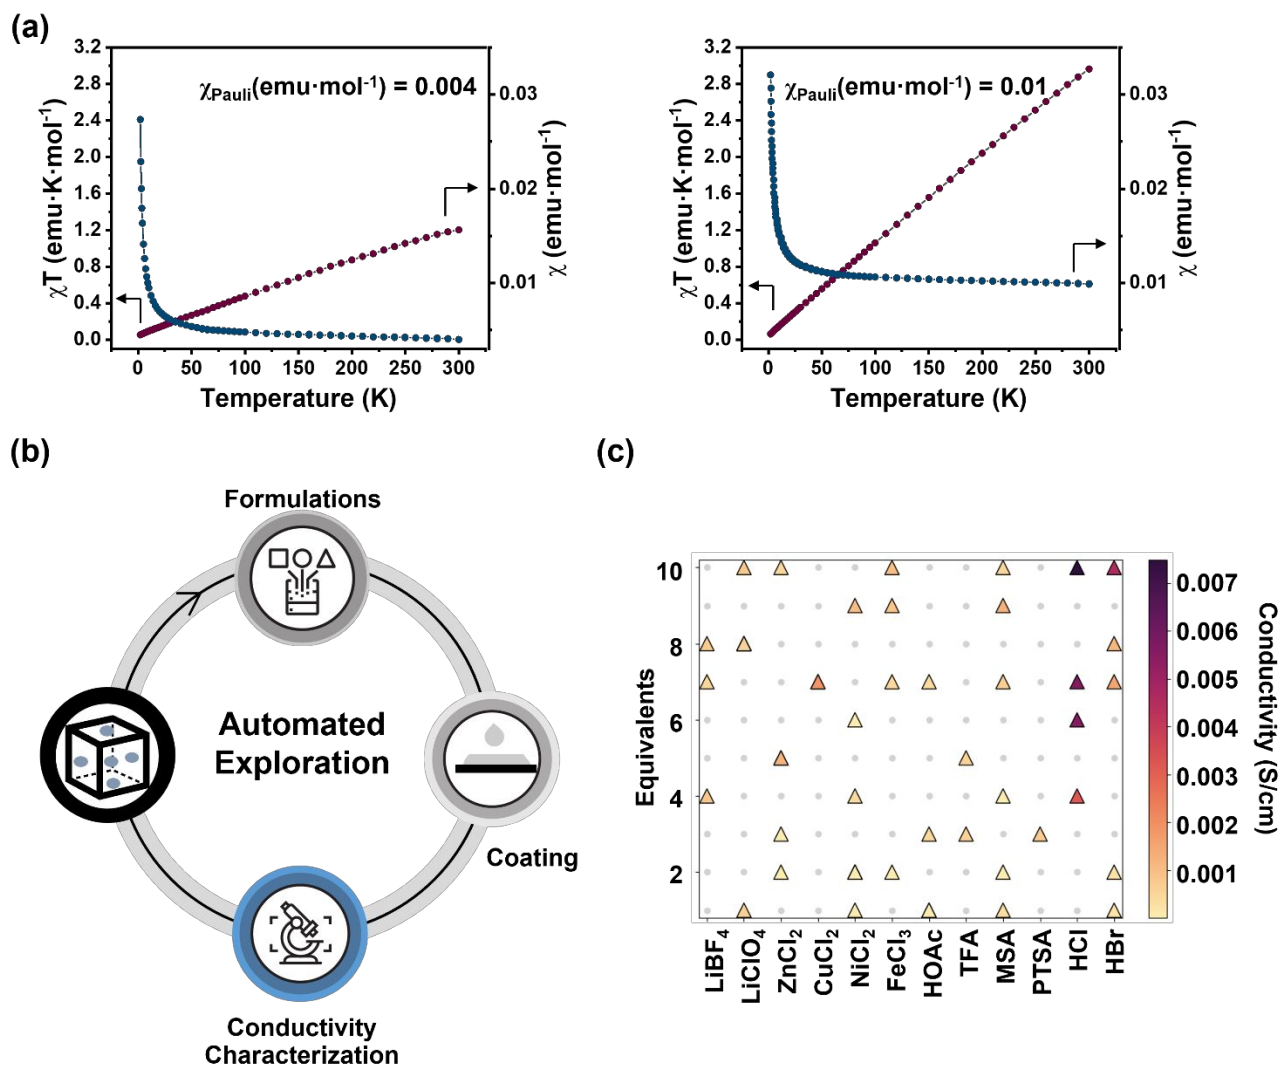 (a)
χPauli(emu·mol-1) = 0.004
3.2
2.8
2.4
2.0
1.6
1.2
0.8
0.4
0.0
χT (emu·K·mol-1)
0.03
0.02
0.01
χ (emu·mol-1)
0 50 100 150 200 250 300
Temperature (K)
χPauli(emu·mol-1) = 0.01
3.2
2.8
2.4
2.0
1.6
1.2
0.8
0.4
0.0
χT (emu·K·mol-1)
0.03
0.02
0.01
χ (emu·mol-1)
0 50 100 150 200 250 300
Temperature (K)
(b)
Formulations
Automated
Exploration
Coating
Conductivity
Characterization
(c)
10
8
6
4
2
Equivalents
LiBF4
LiClO4
ZnCl2
CuCl2
NiCl2
FeCl3
HOAc
TFA
MSA
PTSA
HCl
HBr
0.007
0.006
0.005
0.004
0.003
0.002
0.001
Conductivity (S/cm)